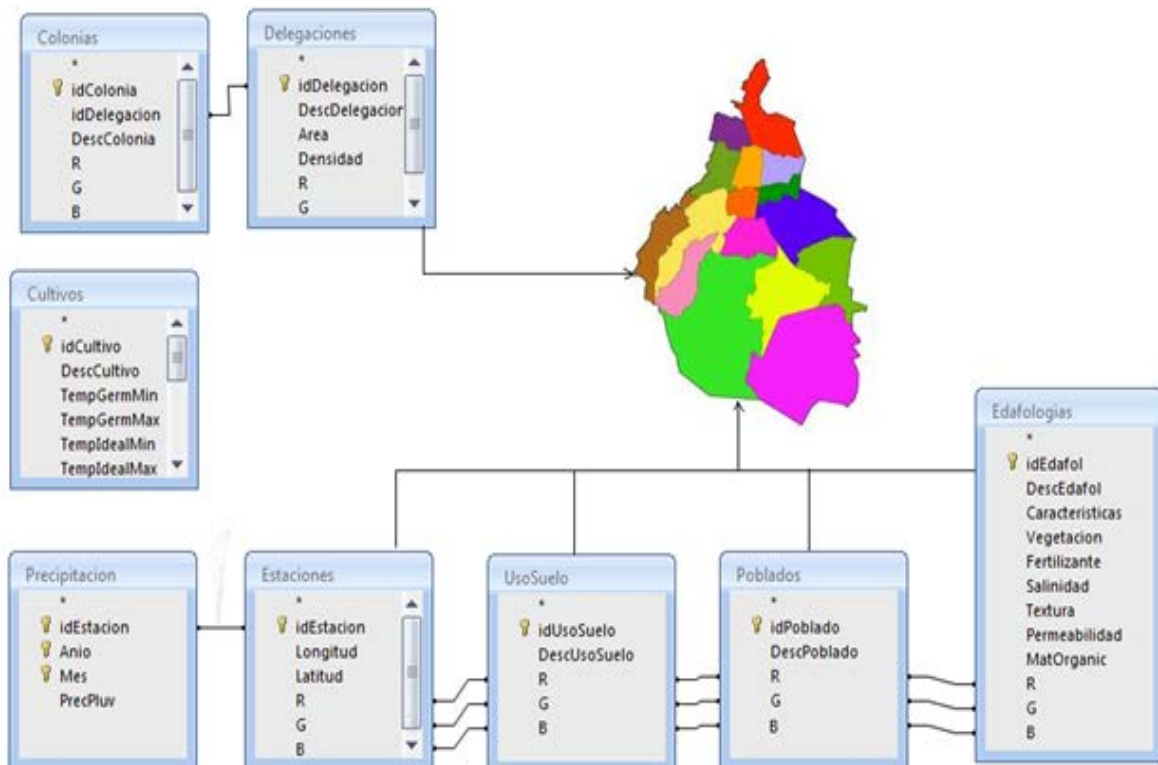 Colonias
*
idColonia
idDelegacion
DescColonia
R
G
B
Delegaciones
*
idDelegacion
DescDelegacion
Area
Densidad
R
G
Cultivos
*
idCultivo
DescCultivo
TempGermMin
TempGermMax
TempIdealMin
TempIdealMax
Precipitacion
*
idEstacion
Anio
Mes
PrecPluv
Estaciones
*
idEstacion
Longitud
Latitud
R
G
B
UsoSuelo
*
idUsoSuelo
DescUsoSuelo
R
G
B
Poblados
*
idPoblado
DescPoblado
R
G
B
Edafologias
*
idEdafol
DescEdafol
Caracteristicas
Vegetacion
Fertilizante
Salinidad
Textura
Permeabilidad
MatOrganic
R
G
B